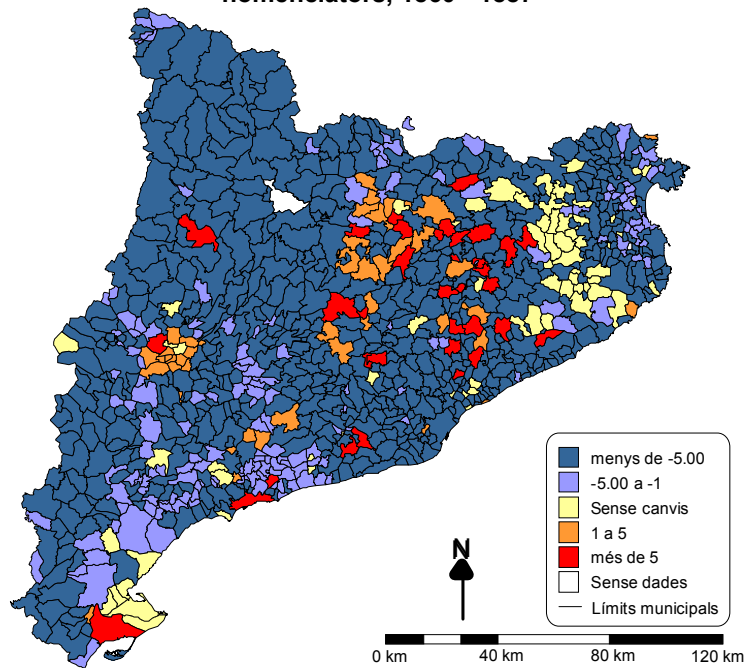 menys de -5.00
-5.00 a -1
Sense canvis
1 a 5
més de 5
Sense dades
Límits municipals
N
0 km 40 km 80 km 120 km